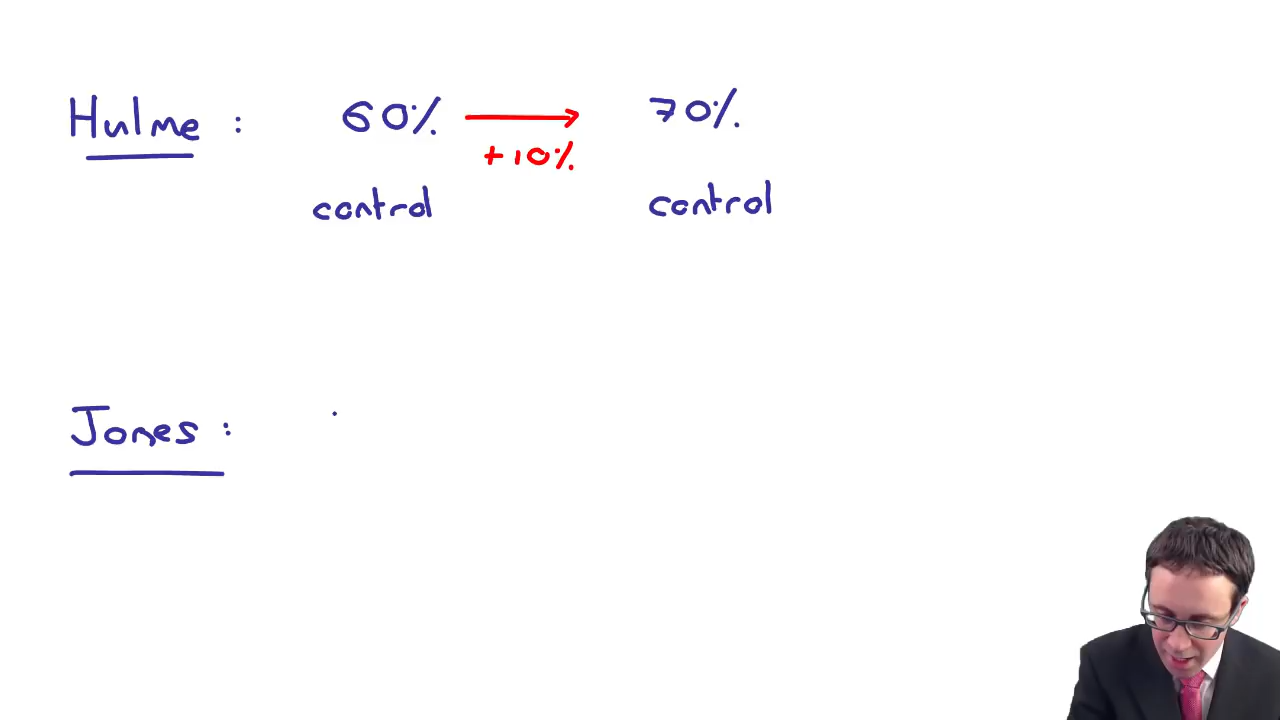 Hulme : 60% → 70%
+10%
control control
Jones :